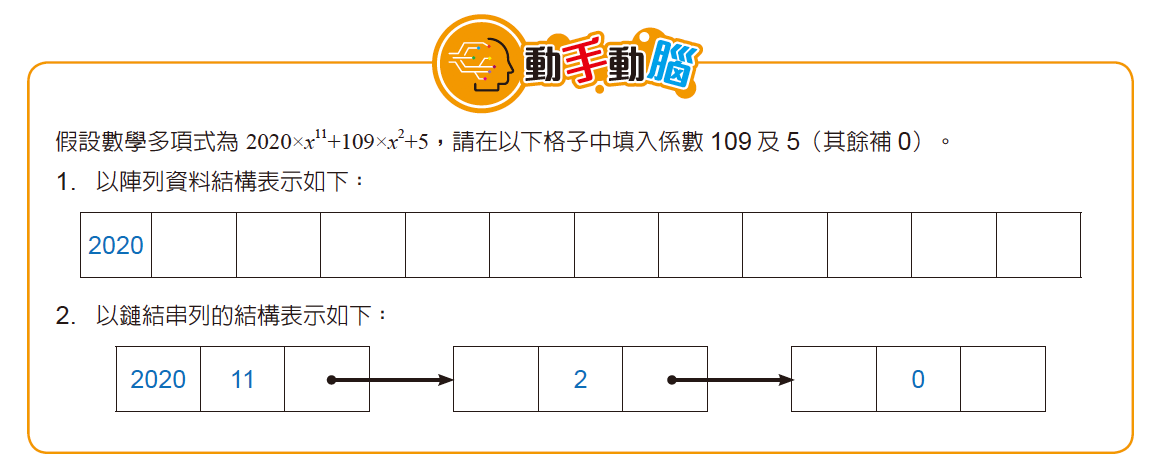 動手動腦
假設數學多項式為 2020×x¹¹+109×x²+5，請在以下格子中填入係數 109 及 5（其餘補 0）。
1. 以陣列資料結構表示如下：
2020
2. 以鏈結串列的結構表示如下：
2020 11 2 0